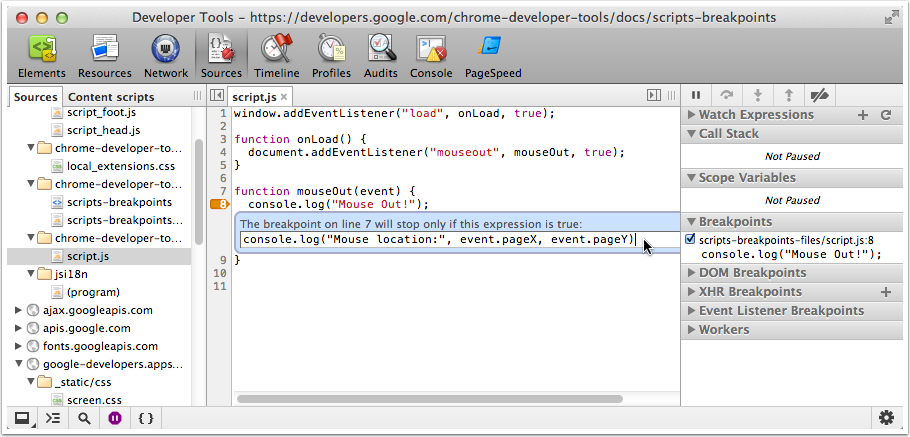 Developer Tools - https://developers.google.com/chrome-developer-tools/docs/scripts-breakpoints
Elements Resources Network Sources Timeline Profiles Audits Console PageSpeed
Sources Content scripts
script_foot.js
script_head.js
chrome-developer-to...
local_extensions.css
chrome-developer-to...
scripts-breakpoints
scripts-breakpoints...
chrome-developer-to...
script.js
jsi18n
(program)
ajax.googleapis.com
apis.google.com
fonts.googleapis.com
google-developers.apps...
_static/css
screen.css
script.js ×
1 window.addEventListener("load", onLoad, true);
2
3 function onLoad() {
4 document.addEventListener("mouseout", mouseOut, true);
5 }
6
7 function mouseOut(event) {
8 console.log("Mouse Out!");
The breakpoint on line 7 will stop only if this expression is true:
console.log("Mouse location:", event.pageX, event.pageY)
9 }
10
11
Watch Expressions
Call Stack
Not Paused
Scope Variables
Not Paused
Breakpoints
scripts-breakpoints-files/script.js:8
console.log("Mouse Out!");
DOM Breakpoints
XHR Breakpoints
Event Listener Breakpoints
Workers